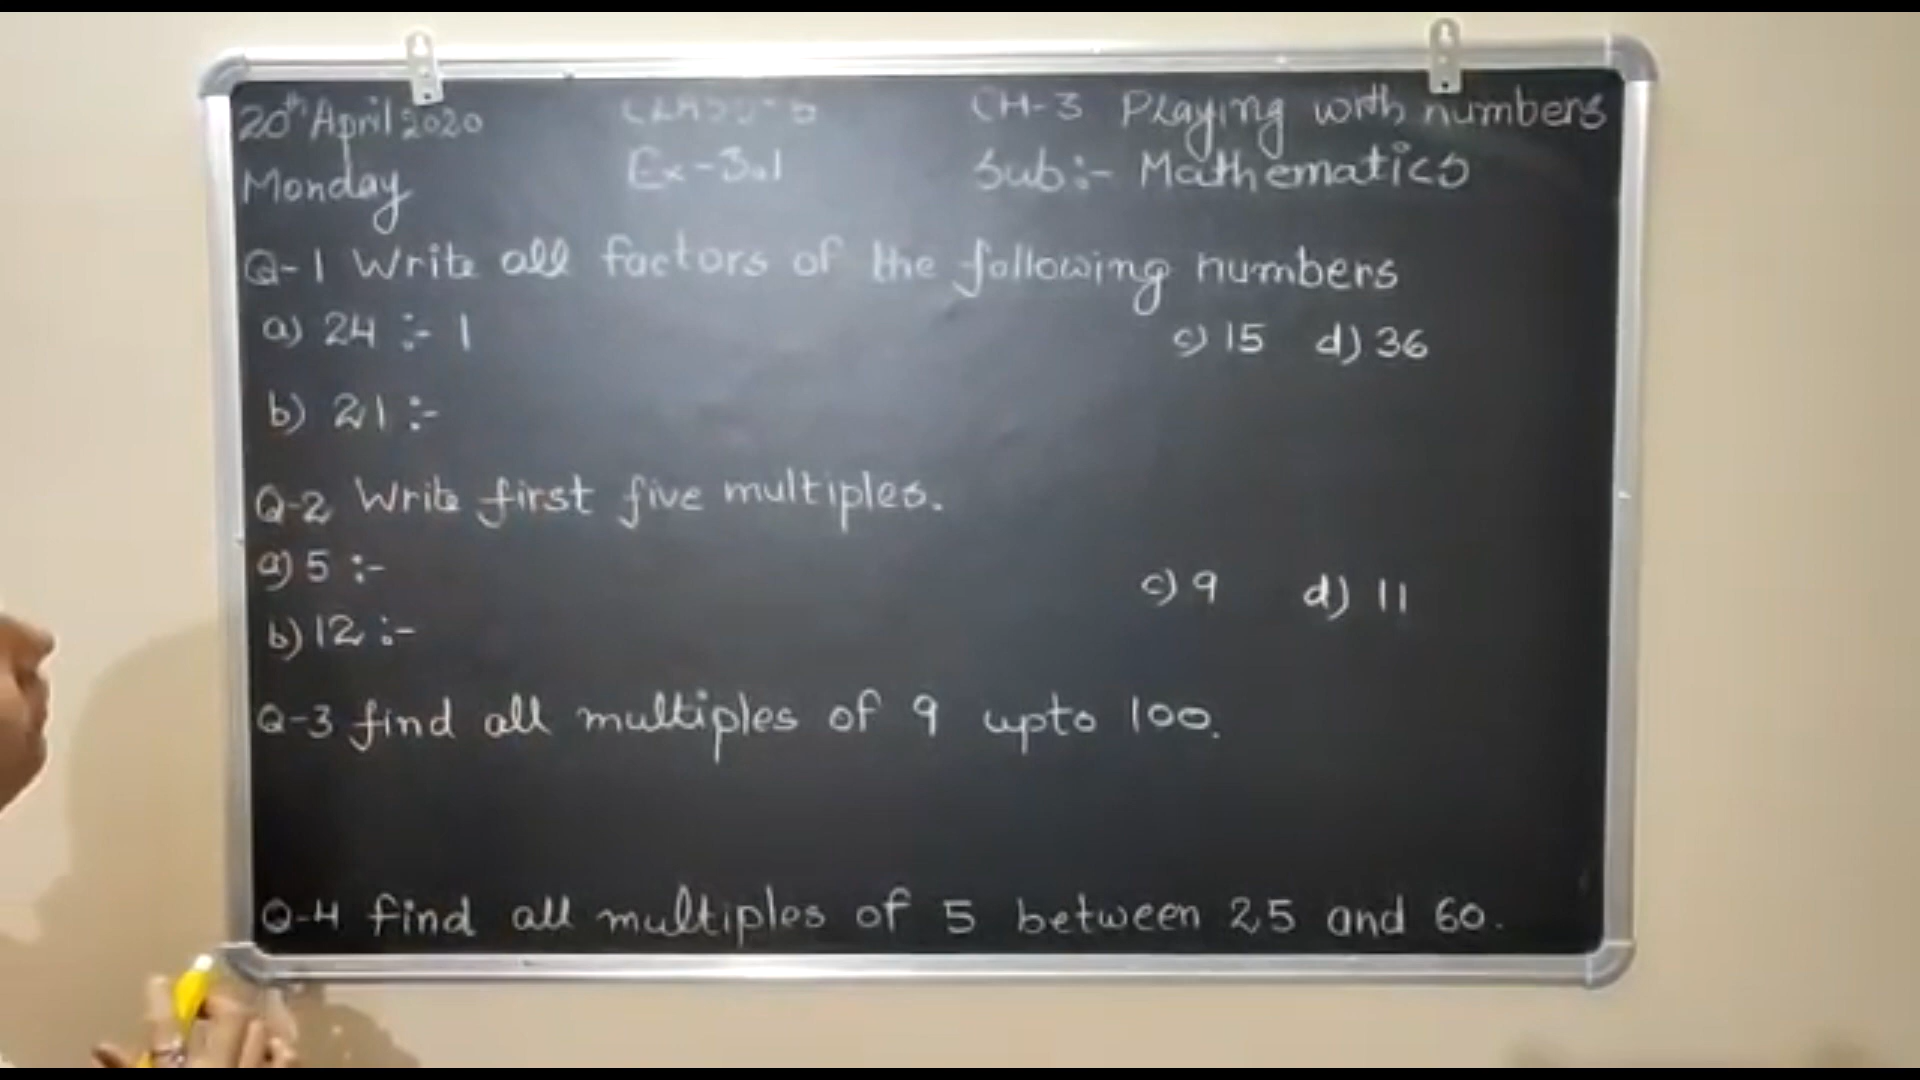 20th April 2020
Monday
Ex-3.1
CH-3 Playing with numbers
Sub:- Mathematics
Q-1 Write all factors of the following numbers
a) 24 :- 1
c) 15 d) 36
b) 21 :-
Q-2 Write first five multiples.
a) 5 :-
c) 9 d) 11
b) 12 :-
Q-3 find all multiples of 9 upto 100.
Q-4 find all multiples of 5 between 25 and 60.